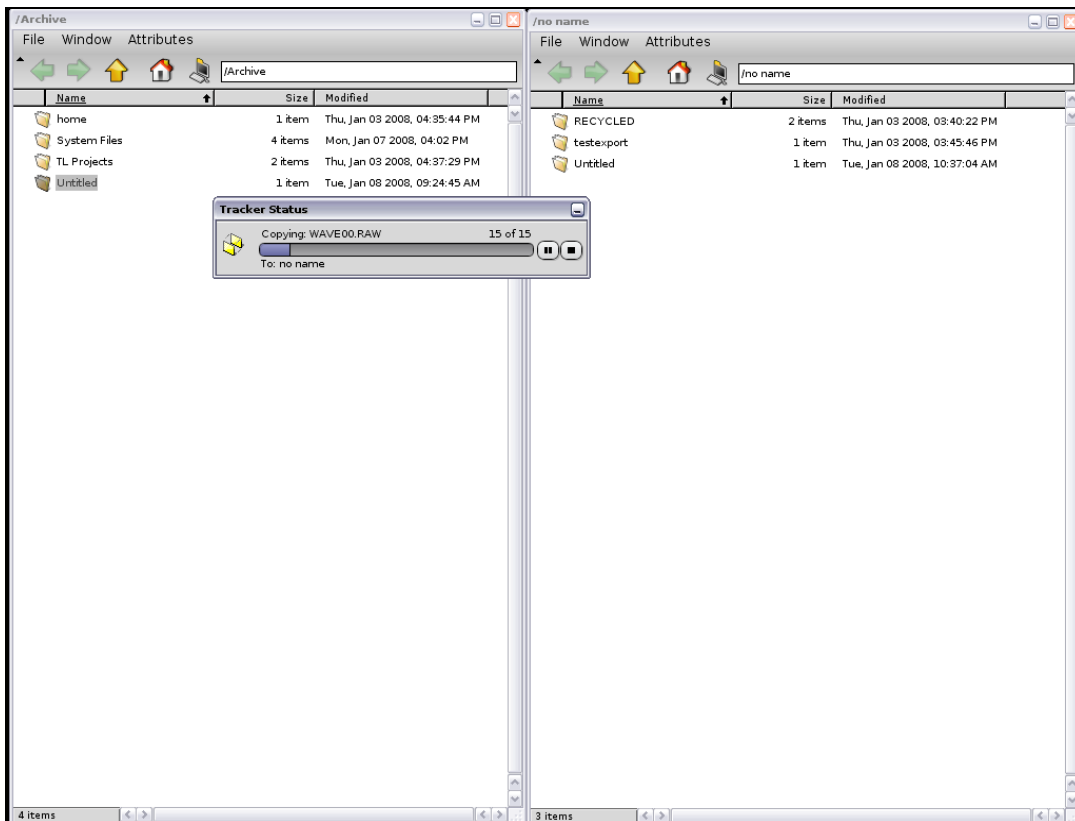 /Archive
File Window Attributes
/Archive
Name Size Modified
home 1 item Thu, Jan 03 2008, 04:35:44 PM
System Files 4 items Mon, Jan 07 2008, 04:02 PM
TL Projects 2 items Thu, Jan 03 2008, 04:37:29 PM
Untitled 1 item Tue, Jan 08 2008, 09:24:45 AM
4 items
Tracker Status
Copying: WAVE00.RAW 15 of 15
To: no name
/no name
File Window Attributes
/no name
Name Size Modified
RECYCLED 2 items Thu, Jan 03 2008, 03:40:22 PM
testexport 1 item Thu, Jan 03 2008, 03:45:46 PM
Untitled 1 item Tue, Jan 08 2008, 10:37:04 AM
3 items